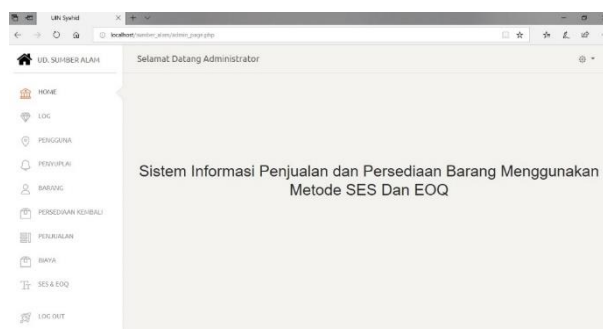 UIN Syahid
localhost/sumber_alam/admin_page.php
UD. SUMBER ALAM
Selamat Datang Administrator
HOME
LOG
PENGGUNA
PENYUPLAI
BARANG
PERSEDIAAN KEMBALI
PENJUALAN
BIAYA
SES & EOQ
LOG OUT
Sistem Informasi Penjualan dan Persediaan Barang Menggunakan
Metode SES Dan EOQ